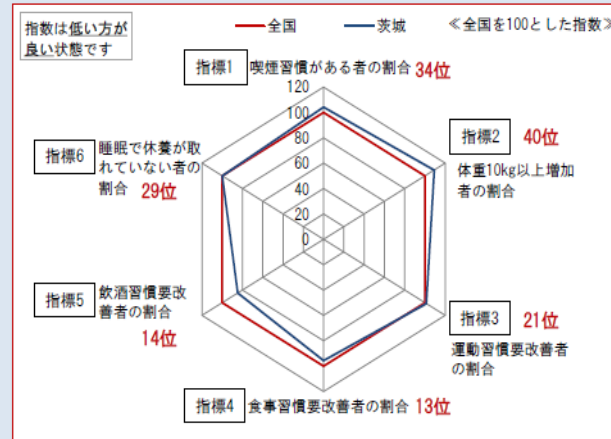 指数は低い方が
良い状態です
全国
茨城
≪全国を100とした指数≫
指標1
喫煙習慣がある者の割合
34位
120
100
80
60
40
20
0
指標2
40位
体重10kg以上増加
者の割合
指標3
21位
運動習慣要改善者
の割合
指標4
食事習慣要改善者の割合
13位
指標5
飲酒習慣要改
善者の割合
14位
指標6
睡眠で休養が取
れていない者の
割合
29位